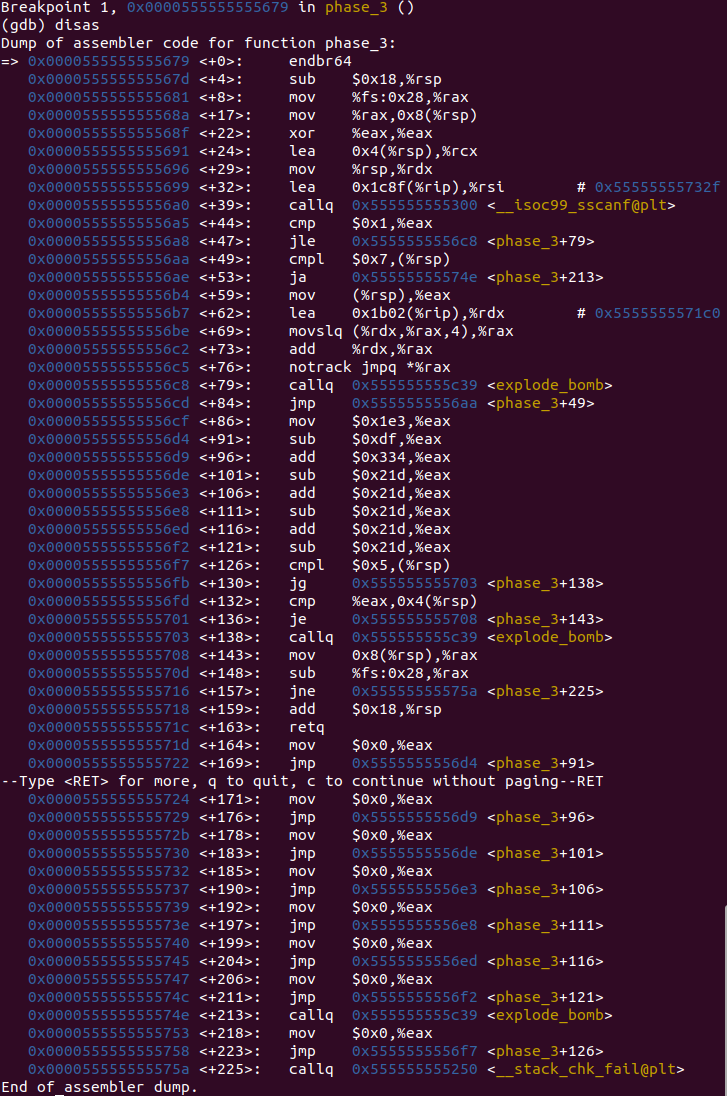 Breakpoint 1, 0x0000555555555679 in phase_3 ()
(gdb) disas
Dump of assembler code for function phase_3:
=> 0x0000555555555679 <+0>:     endbr64
   0x000055555555567d <+4>:     sub    $0x18,%rsp
   0x0000555555555681 <+8>:     mov    %fs:0x28,%rax
   0x000055555555568a <+17>:    mov    %rax,0x8(%rsp)
   0x000055555555568f <+22>:    xor    %eax,%eax
   0x0000555555555691 <+24>:    lea    0x4(%rsp),%rcx
   0x0000555555555696 <+29>:    mov    %rsp,%rdx
   0x0000555555555699 <+32>:    lea    0x1c8f(%rip),%rsi        # 0x55555555732f
   0x00005555555556a0 <+39>:    callq  0x555555555300 <__isoc99_sscanf@plt>
   0x00005555555556a5 <+44>:    cmp    $0x1,%eax
   0x00005555555556a8 <+47>:    jle    0x5555555556c8 <phase_3+79>
   0x00005555555556aa <+49>:    cmpl   $0x7,(%rsp)
   0x00005555555556ae <+53>:    ja     0x55555555574e <phase_3+213>
   0x00005555555556b4 <+59>:    mov    (%rsp),%eax
   0x00005555555556b7 <+62>:    lea    0x1b02(%rip),%rdx        # 0x5555555571c0
   0x00005555555556be <+69>:    movslq (%rdx,%rax,4),%rax
   0x00005555555556c2 <+73>:    add    %rdx,%rax
   0x00005555555556c5 <+76>:    notrack jmpq *%rax
   0x00005555555556c8 <+79>:    callq  0x555555555c39 <explode_bomb>
   0x00005555555556cd <+84>:    jmp    0x5555555556aa <phase_3+49>
   0x00005555555556cf <+86>:    mov    $0x1e3,%eax
   0x00005555555556d4 <+91>:    sub    $0xdf,%eax
   0x00005555555556d9 <+96>:    add    $0x334,%eax
   0x00005555555556de <+101>:   sub    $0x21d,%eax
   0x00005555555556e3 <+106>:   add    $0x21d,%eax
   0x00005555555556e8 <+111>:   sub    $0x21d,%eax
   0x00005555555556ed <+116>:   add    $0x21d,%eax
   0x00005555555556f2 <+121>:   sub    $0x21d,%eax
   0x00005555555556f7 <+126>:   cmpl   $0x5,(%rsp)
   0x00005555555556fb <+130>:   jg     0x555555555703 <phase_3+138>
   0x00005555555556fd <+132>:   cmp    %eax,0x4(%rsp)
   0x0000555555555701 <+136>:   je     0x555555555708 <phase_3+143>
   0x0000555555555703 <+138>:   callq  0x555555555c39 <explode_bomb>
   0x0000555555555708 <+143>:   mov    0x8(%rsp),%rax
   0x000055555555570d <+148>:   sub    %fs:0x28,%rax
   0x0000555555555716 <+157>:   jne    0x55555555575a <phase_3+225>
   0x0000555555555718 <+159>:   add    $0x18,%rsp
   0x000055555555571c <+163>:   retq
   0x000055555555571d <+164>:   mov    $0x0,%eax
   0x0000555555555722 <+169>:   jmp    0x5555555556d4 <phase_3+91>
--Type <RET> for more, q to quit, c to continue without paging--RET
   0x0000555555555724 <+171>:   mov    $0x0,%eax
   0x0000555555555729 <+176>:   jmp    0x5555555556d9 <phase_3+96>
   0x000055555555572b <+178>:   mov    $0x0,%eax
   0x0000555555555730 <+183>:   jmp    0x5555555556de <phase_3+101>
   0x0000555555555732 <+185>:   mov    $0x0,%eax
   0x0000555555555737 <+190>:   jmp    0x5555555556e3 <phase_3+106>
   0x0000555555555739 <+192>:   mov    $0x0,%eax
   0x000055555555573e <+197>:   jmp    0x5555555556e8 <phase_3+111>
   0x0000555555555740 <+199>:   mov    $0x0,%eax
   0x0000555555555745 <+204>:   jmp    0x5555555556ed <phase_3+116>
   0x0000555555555747 <+206>:   mov    $0x0,%eax
   0x000055555555574c <+211>:   jmp    0x5555555556f2 <phase_3+121>
   0x000055555555574e <+213>:   callq  0x555555555c39 <explode_bomb>
   0x0000555555555753 <+218>:   mov    $0x0,%eax
   0x0000555555555758 <+223>:   jmp    0x5555555556f7 <phase_3+126>
   0x000055555555575a <+225>:   callq  0x555555555250 <__stack_chk_fail@plt>
End of assembler dump.